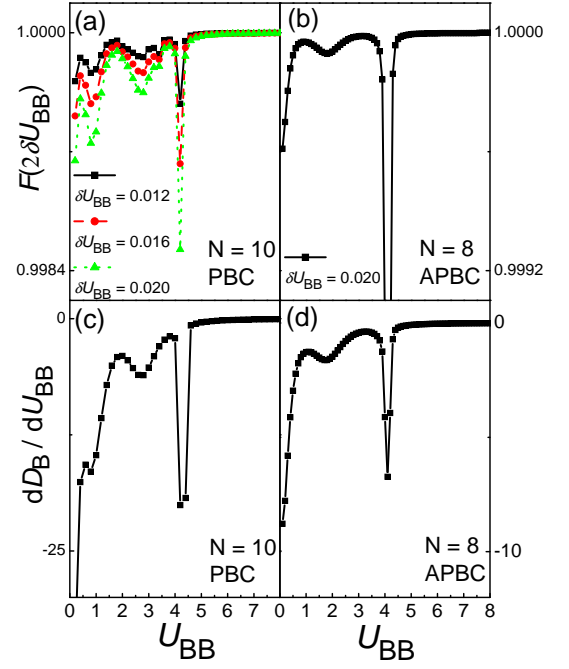 (a)
(b)
1.0000
1.0000
F(2δU_BB)
δU_BB = 0.012
δU_BB = 0.016
δU_BB = 0.020
N = 10
PBC
δU_BB = 0.020
N = 8
APBC
0.9984
0.9992
(c)
(d)
0
0
dD_B / dU_BB
N = 10
PBC
N = 8
APBC
-25
-10
0 1 2 3 4 5 6 7 0 1 2 3 4 5 6 7 8
U_BB
U_BB